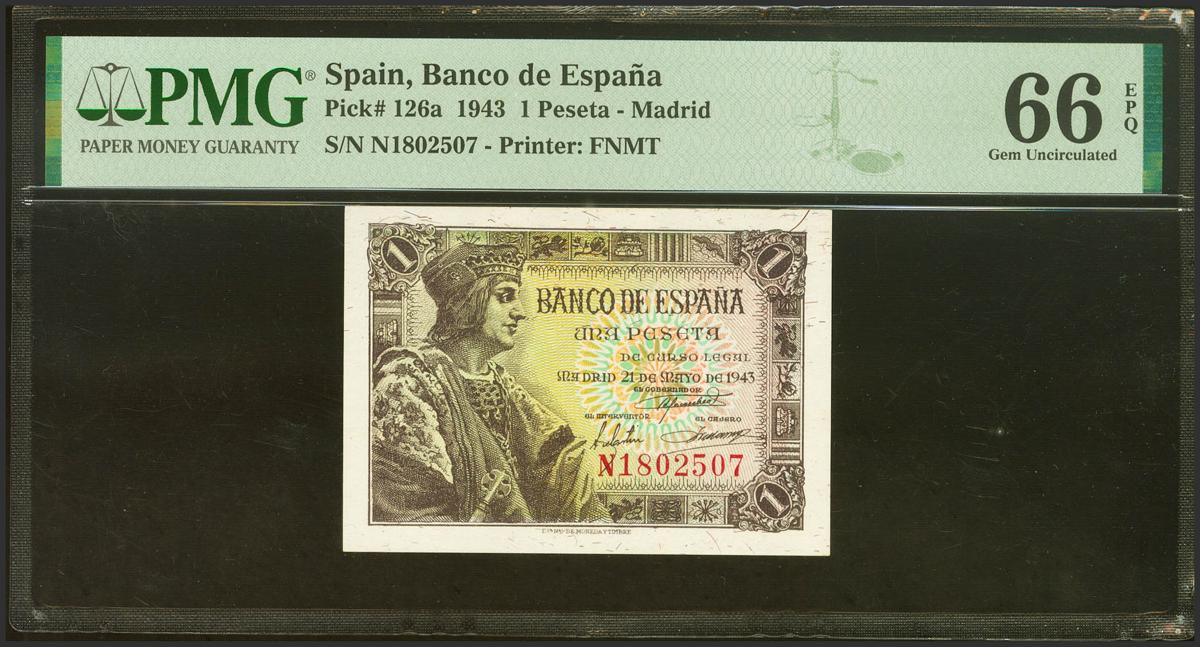 PMG®
PAPER MONEY GUARANTY
Spain, Banco de España
Pick# 126a 1943 1 Peseta - Madrid
S/N N1802507 - Printer: FNMT
66 EPQ
Gem Uncirculated
1
1
BANCO DE ESPAÑA
UNA PESETA
DE CURSO LEGAL
MADRID 21 DE MAYO DE 1943
EL GOBERNADOR
EL INTERVENTOR EL CAJERO
N1802507
1